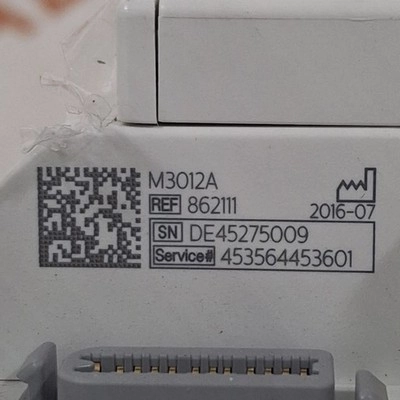 M3012A
REF 862111
2016-07
SN DE45275009
Service# 453564453601